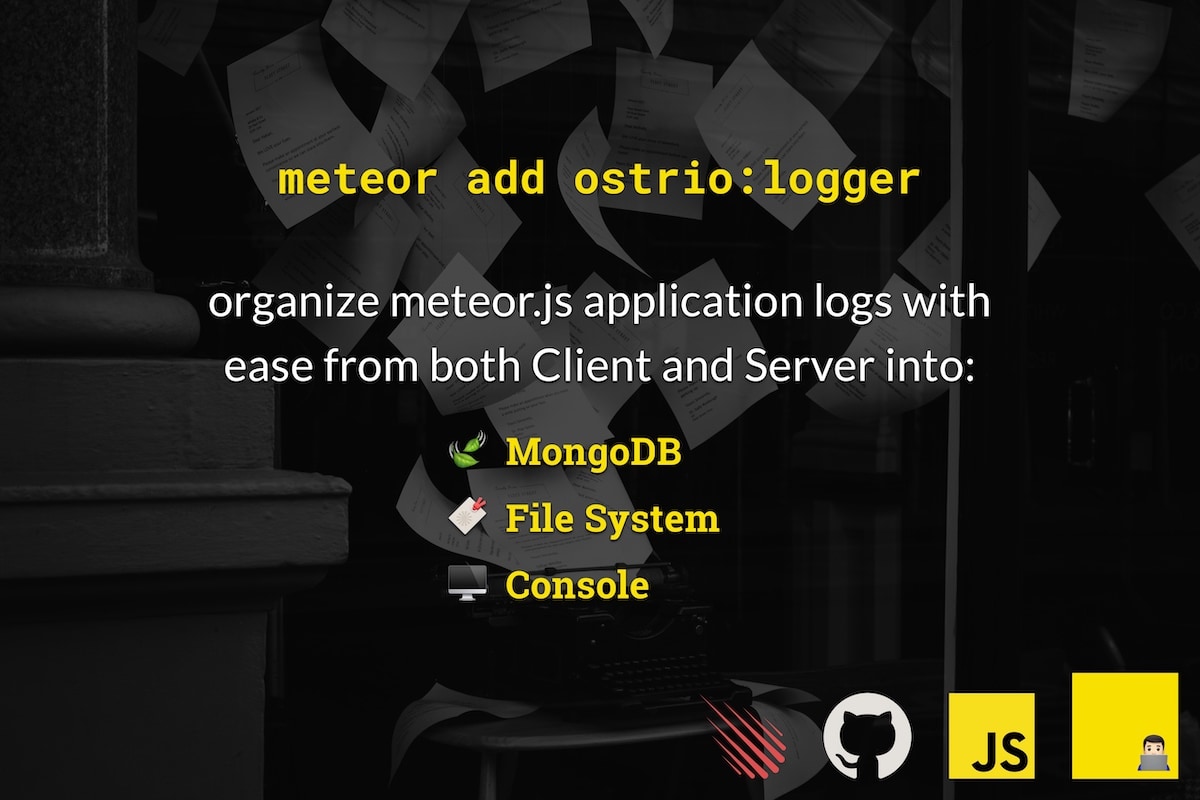 meteor add ostrio:logger
organize meteor.js application logs with
ease from both Client and Server into:
MongoDB
File System
Console
JS